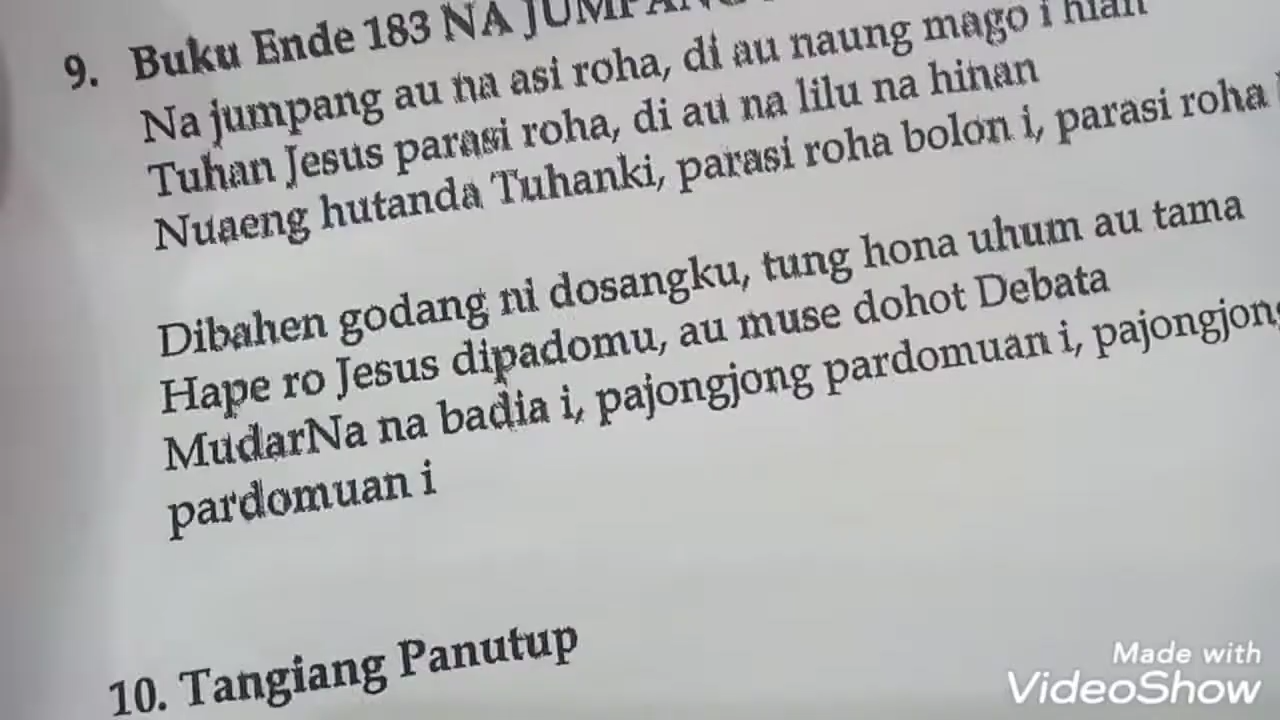 9. Buku Ende 183 NA JUMPANG
Na jumpang au na asi roha, di au naung mago i hian
Tuhan Jesus parasi roha, di au na lilu na hinan
Nuaeng hutanda Tuhanki, parasi roha bolon i, parasi roha
Dibahen godang ni dosangku, tung hona uhum au tama
Hape ro Jesus dipadomu, au muse dohot Debata
MudarNa na badia i, pajongjong pardomuan i, pajongjong
pardomuan i
10. Tangiang Panutup
Made with
VideoShow